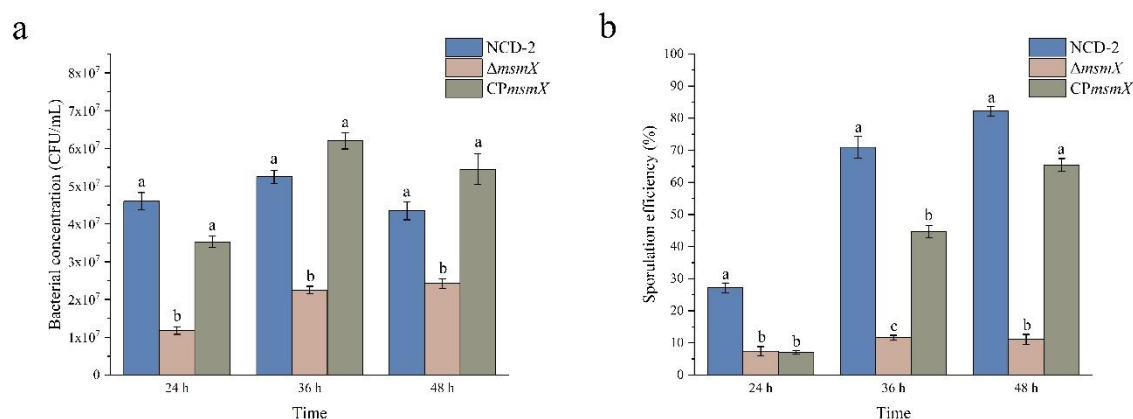 a
NCD-2
ΔmsmX
CPmsmX
Bacterial concentration (CFU/mL)
8x10⁷
7x10⁷
6x10⁷
5x10⁷
4x10⁷
3x10⁷
2x10⁷
1x10⁷
0
a
b
a
a
b
a
a
b
a
24 h
36 h
48 h
Time
b
NCD-2
ΔmsmX
CPmsmX
Sporulation efficiency (%)
100
90
80
70
60
50
40
30
20
10
0
a
b
b
a
c
b
a
b
a
24 h
36 h
48 h
Time